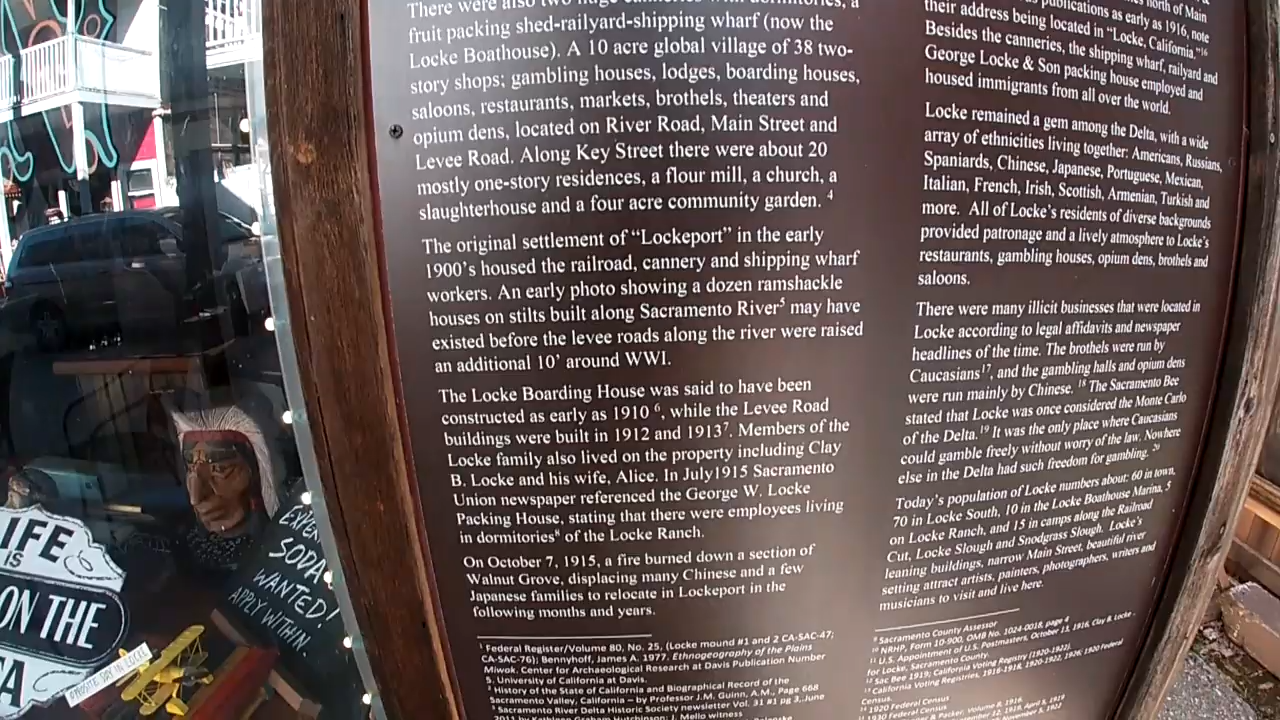 There were also two huge canneries with dormitories, a
fruit packing shed-railyard-shipping wharf (now the
Locke Boathouse). A 10 acre global village of 38 two-
story shops; gambling houses, lodges, boarding houses,
saloons, restaurants, markets, brothels, theaters and
opium dens, located on River Road, Main Street and
Levee Road. Along Key Street there were about 20
mostly one-story residences, a flour mill, a church, a
slaughterhouse and a four acre community garden. 4
The original settlement of “Lockeport” in the early
1900’s housed the railroad, cannery and shipping wharf
workers. An early photo showing a dozen ramshackle
houses on stilts built along Sacramento River5 may have
existed before the levee roads along the river were raised
an additional 10’ around WWI.
The Locke Boarding House was said to have been
constructed as early as 1910 6, while the Levee Road
buildings were built in 1912 and 19137. Members of the
Locke family also lived on the property including Clay
B. Locke and his wife, Alice. In July1915 Sacramento
Union newspaper referenced the George W. Locke
Packing House, stating that there were employees living
in dormitories8 of the Locke Ranch.
On October 7, 1915, a fire burned down a section of
Walnut Grove, displacing many Chinese and a few
Japanese families to relocate in Lockeport in the
following months and years.
1 Federal Register/Volume 80, No. 25, (Locke mound #1 and 2 CA-SAC-47;
CA-SAC-76); Bennyhoff, James A. 1977. Ethnogeography of the Plains
Miwok. Center for Archaeological Research at Davis Publication Number
5. University of California at Davis.
2 History of the State of California and Biographical Record of the
Sacramento Valley, California – by Professor J.M. Guinn, A.M., Page 668
3 Sacramento River Delta Historic Society newsletter Vol. 31 #1 pg 3, June
2011 by Kathleen Graham Hutchinson; J. Mello witness
north of Main
publications as early as 1916, note
their address being located in “Locke, California.”16
Besides the canneries, the shipping wharf, railyard and
George Locke & Son packing house employed and
housed immigrants from all over the world.
Locke remained a gem among the Delta, with a wide
array of ethnicities living together: Americans, Russians,
Spaniards, Chinese, Japanese, Portuguese, Mexican,
Italian, French, Irish, Scottish, Armenian, Turkish and
more. All of Locke’s residents of diverse backgrounds
provided patronage and a lively atmosphere to Locke’s
restaurants, gambling houses, opium dens, brothels and
saloons.
There were many illicit businesses that were located in
Locke according to legal affidavits and newspaper
headlines of the time. The brothels were run by
Caucasians17, and the gambling halls and opium dens
were run mainly by Chinese. 18 The Sacramento Bee
stated that Locke was once considered the Monte Carlo
of the Delta.19 It was the only place where Caucasians
could gamble freely without worry of the law. Nowhere
else in the Delta had such freedom for gambling. 20
Today’s population of Locke numbers about: 60 in town,
70 in Locke South, 10 in the Locke Boathouse Marina, 5
on Locke Ranch, and 15 in camps along the Railroad
Cut, Locke Slough and Snodgrass Slough. Locke’s
leaning buildings, narrow Main Street, beautiful river
setting attract artists, painters, photographers, writers and
musicians to visit and live here.
9 Sacramento County Assessor
10 NRHP, Form 10-900, OMB No. 1024-0018, page 4
11 U.S. Appointment of U.S. Postmasters, October 13, 1916, Clay B. Locke -
for Locke, Sacramento County.
12 Sac Bee 1919; California Voting Registry (1920-1922).
13 California Voting Registries, 1916-1918, 1920-1922, 1926; 1920 Federal
Census
14 1920 Federal Census
LIFE
IS
ON THE
SODA
WANTED!
APPLY WITHIN.
OPPOSITE DAY IN LOCKE